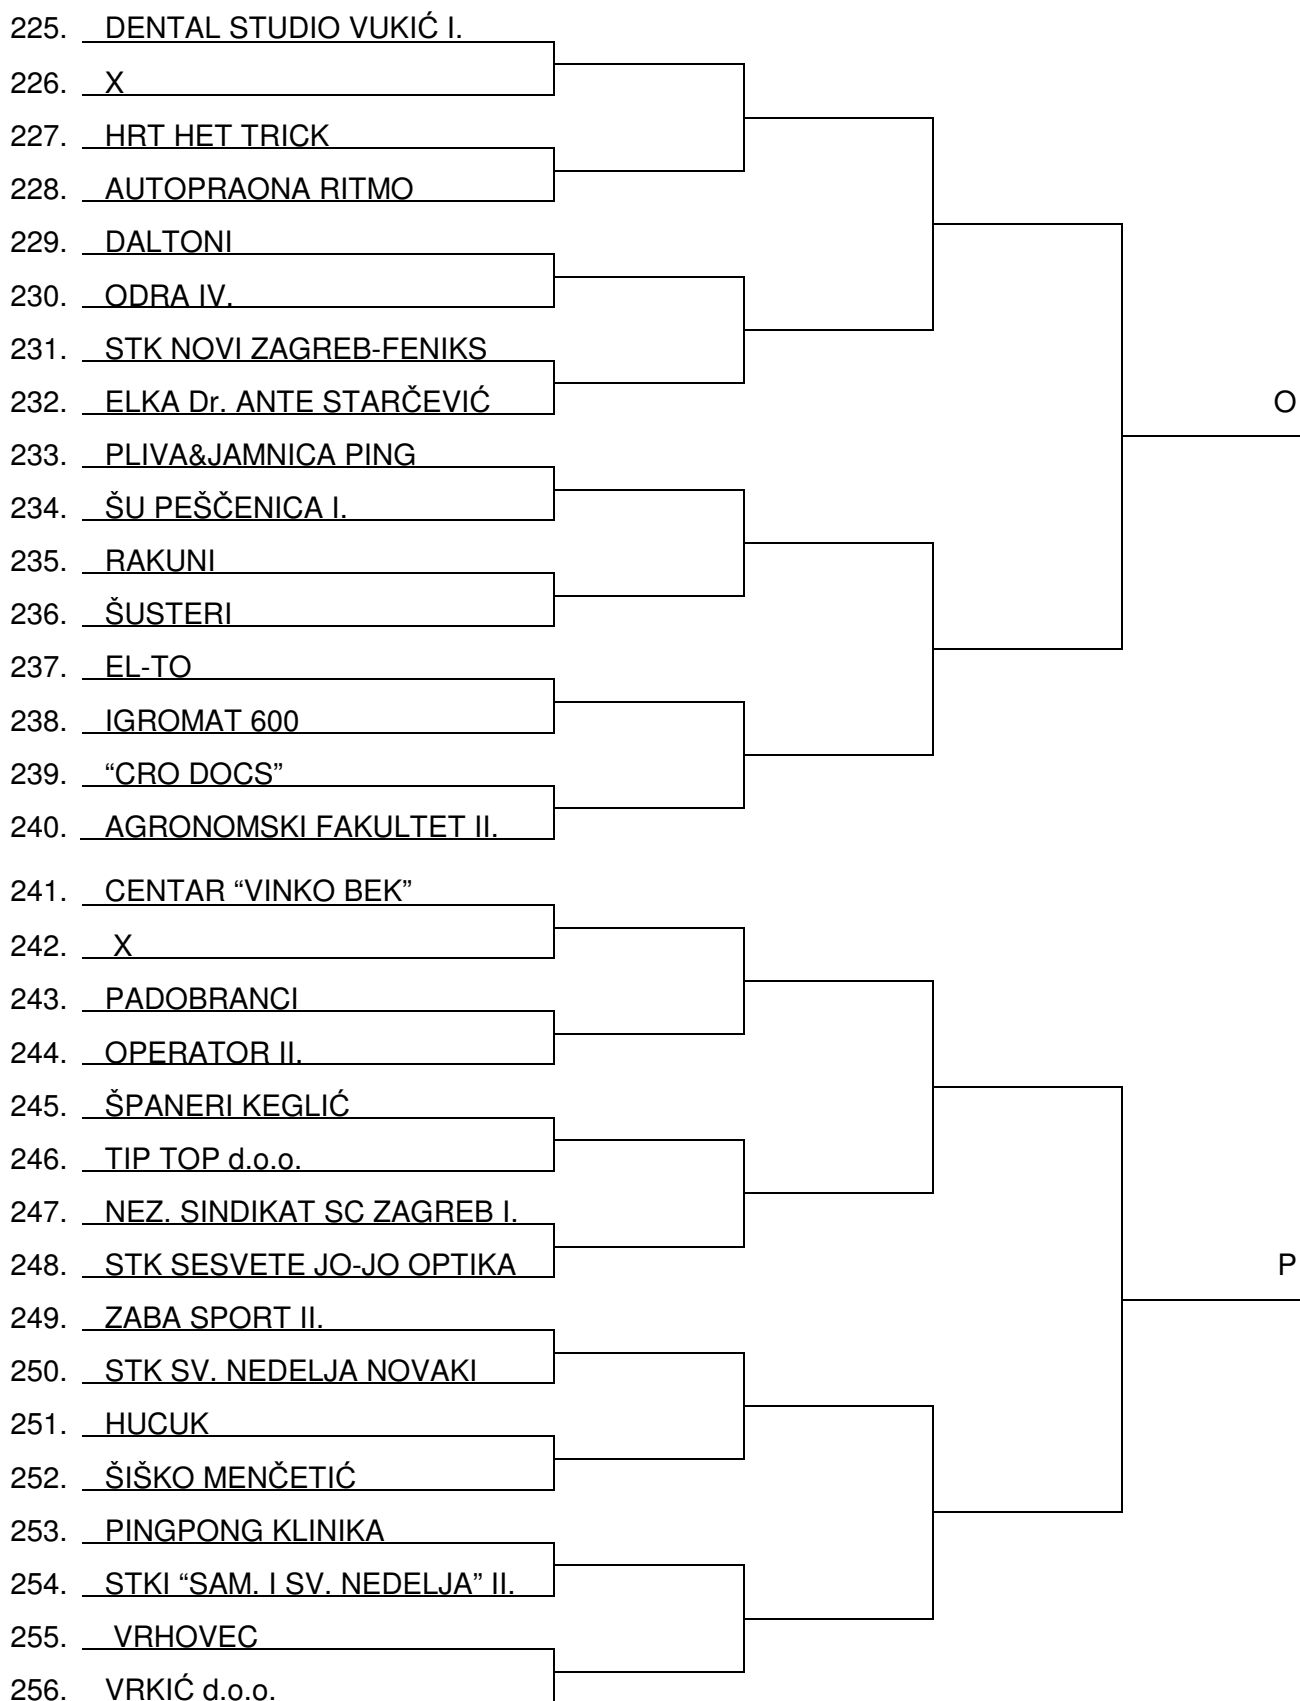 225. DENTAL STUDIO VUKIĆ I.
226. X
227. HRT HET TRICK
228. AUTOPRAONA RITMO
229. DALTONI
230. ODRA IV.
231. STK NOVI ZAGREB-FENIKS
232. ELKA Dr. ANTE STARČEVIĆ
O
233. PLIVA&JAMNICA PING
234. ŠU PEŠČENICA I.
235. RAKUNI
236. ŠUSTERI
237. EL-TO
238. IGROMAT 600
239. “CRO DOCS”
240. AGRONOMSKI FAKULTET II.
241. CENTAR “VINKO BEK”
242. X
243. PADOBRANCI
244. OPERATOR II.
245. ŠPANERI KEGLIĆ
246. TIP TOP d.o.o.
247. NEZ. SINDIKAT SC ZAGREB I.
248. STK SESVETE JO-JO OPTIKA
P
249. ZABA SPORT II.
250. STK SV. NEDELJA NOVAKI
251. HUCUK
252. ŠIŠKO MENČETIĆ
253. PINGPONG KLINIKA
254. STKI “SAM. I SV. NEDELJA” II.
255. VRHOVEC
256. VRKIĆ d.o.o.